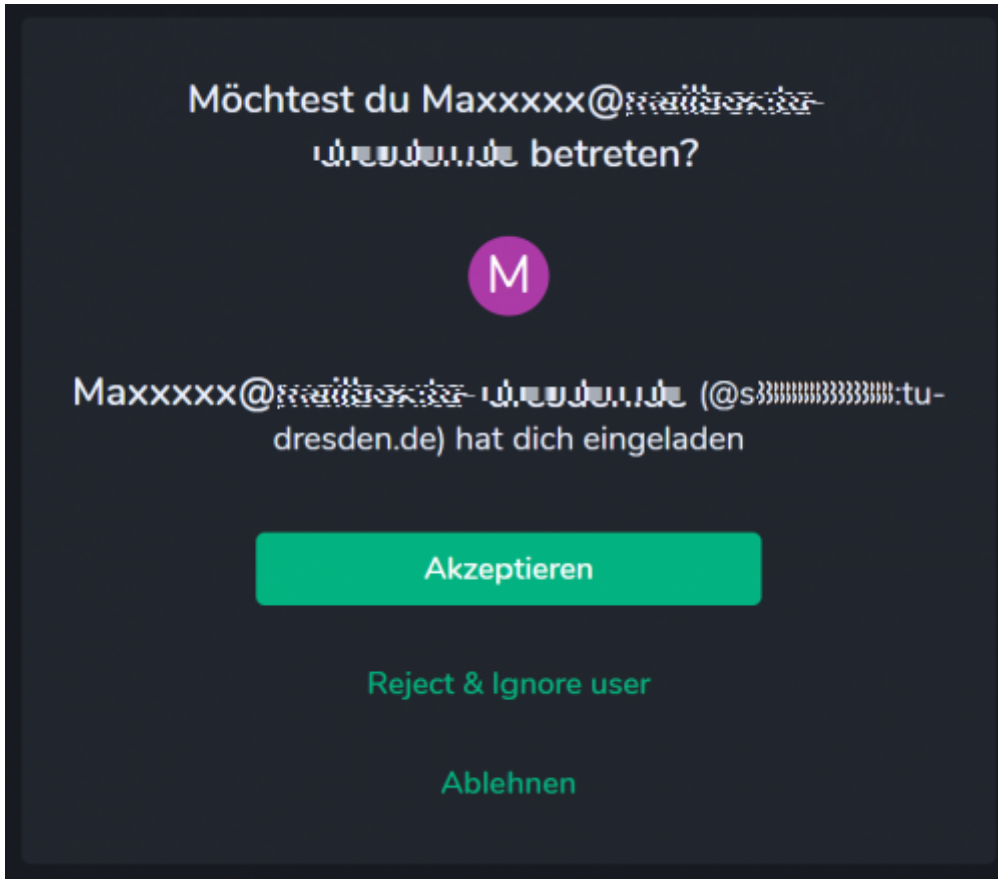 Möchtest du Maxxxxx@
betreten?
M
Maxxxxx@ (@s :tu-
dresden.de) hat dich eingeladen
Akzeptieren
Reject & Ignore user
Ablehnen